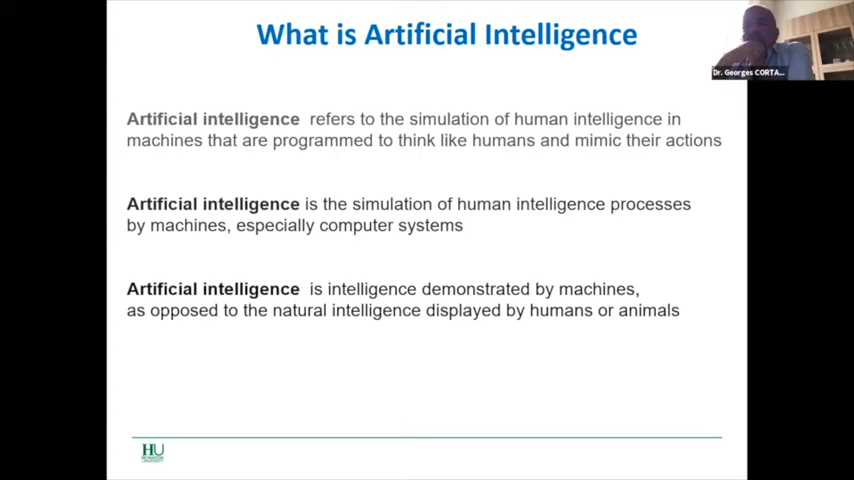 What is Artificial Intelligence
Dr. Georges CORTA...
Artificial intelligence refers to the simulation of human intelligence in
machines that are programmed to think like humans and mimic their actions
Artificial intelligence is the simulation of human intelligence processes
by machines, especially computer systems
Artificial intelligence is intelligence demonstrated by machines,
as opposed to the natural intelligence displayed by humans or animals
HU